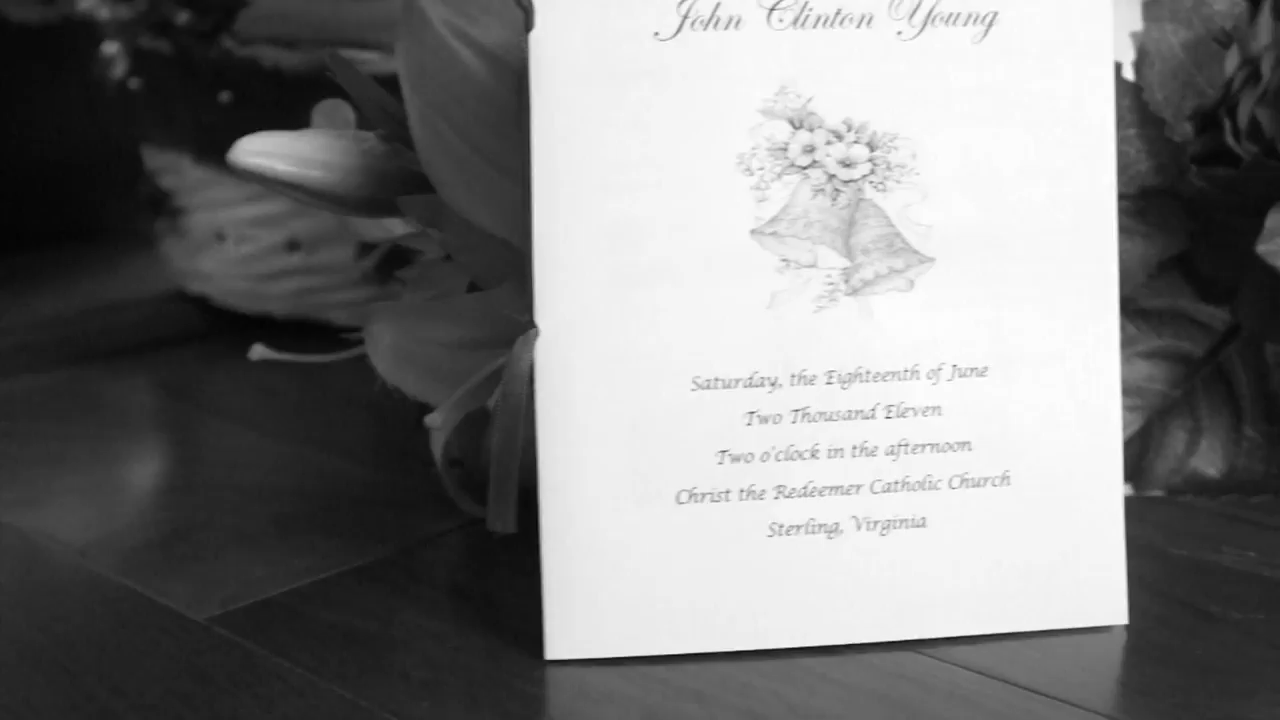 John Clinton Young
Saturday, the Eighteenth of June
Two Thousand Eleven
Two o'clock in the afternoon
Christ the Redeemer Catholic Church
Sterling, Virginia